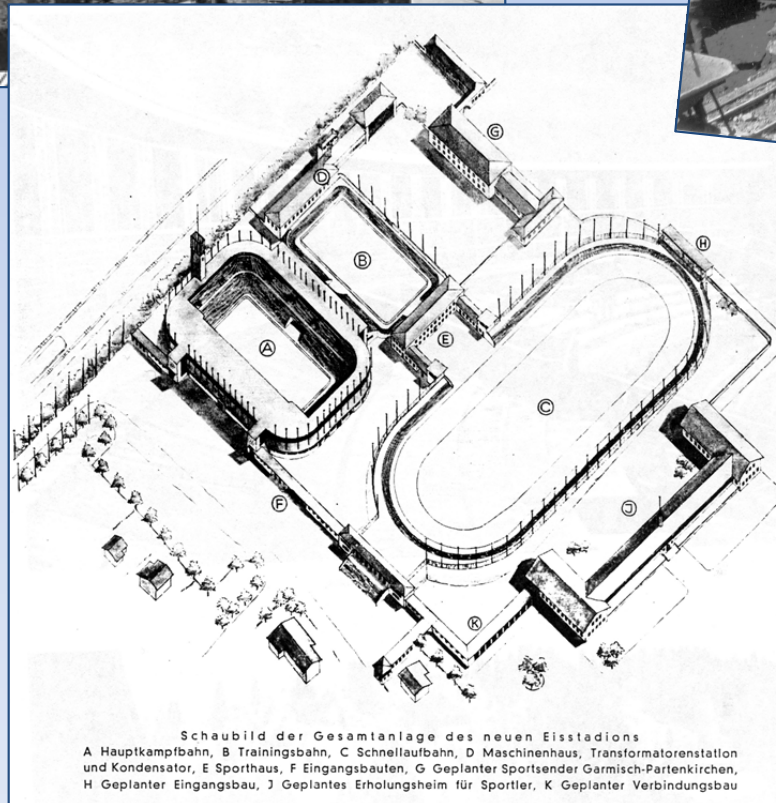 G
D
H
B
E
A
C
J
F
K
Schaubild der Gesamtanlage des neuen Eisstadions
A Hauptkampfbahn, B Trainingsbahn, C Schnellaufbahn, D Maschinenhaus, Transformatorenstation
und Kondensator, E Sporthaus, F Eingangsbauten, G Geplanter Sportsender Garmisch-Partenkirchen,
H Geplanter Eingangsbau, J Geplantes Erholungsheim für Sportler, K Geplanter Verbindungsbau